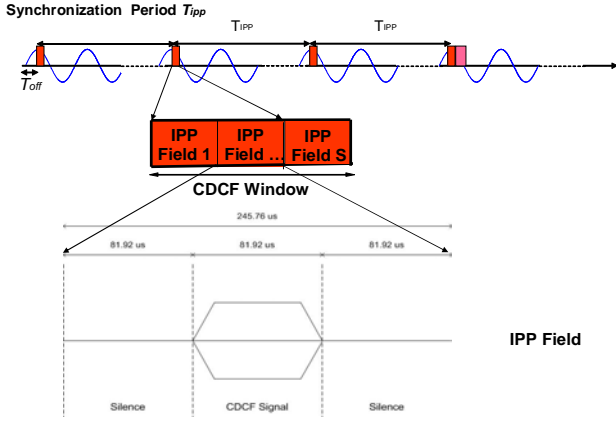 Synchronization Period Tipp
TIPP
TIPP
Toff
IPP
Field 1
IPP
Field ...
IPP
Field S
CDCF Window
245.76 us
81.92 us
81.92 us
81.92 us
IPP Field
Silence
CDCF Signal
Silence